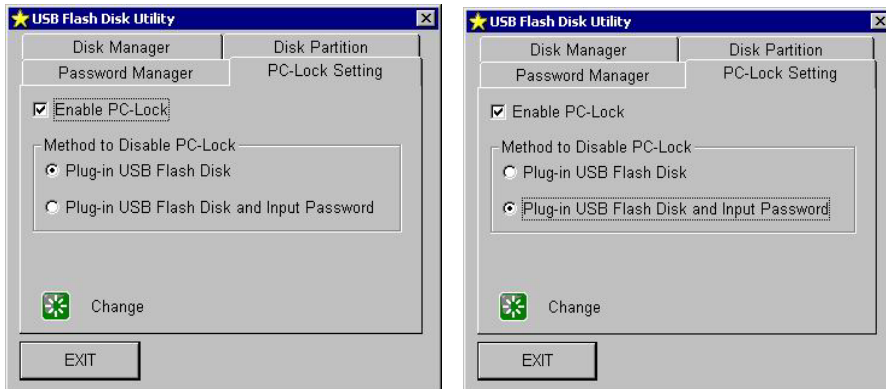 USB Flash Disk Utility
Disk Manager
Disk Partition
Password Manager
PC-Lock Setting
Enable PC-Lock
Method to Disable PC-Lock
Plug-in USB Flash Disk
Plug-in USB Flash Disk and Input Password
Change
EXIT
USB Flash Disk Utility
Disk Manager
Disk Partition
Password Manager
PC-Lock Setting
Enable PC-Lock
Method to Disable PC-Lock
Plug-in USB Flash Disk
Plug-in USB Flash Disk and Input Password
Change
EXIT